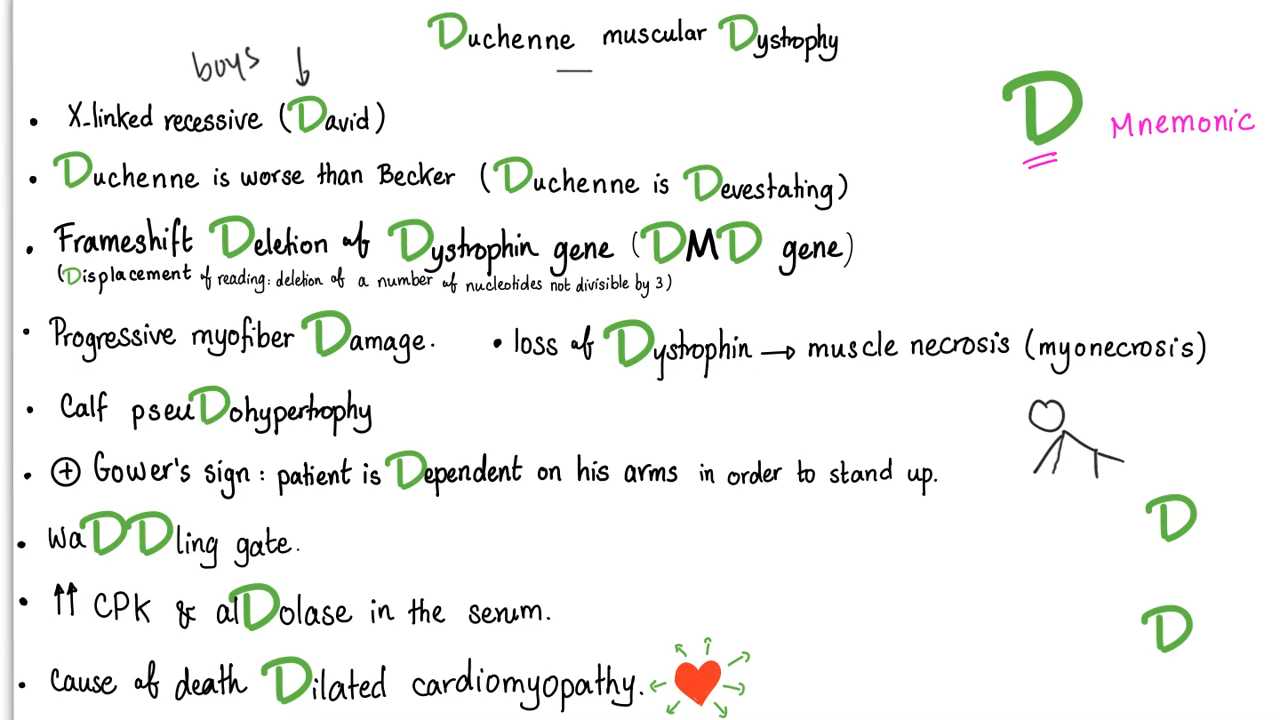 Duchenne muscular Dystrophy
boys ↓
D Mnemonic
• X-linked recessive (David)
• Duchenne is worse than Becker (Duchenne is Devestating)
• Frameshift Deletion of Dystrophin gene (DMD gene)
(Displacement of reading: deletion of a number of nucleotides not divisible by 3)
• Progressive myofiber Damage. • loss of Dystrophin → muscle necrosis (myonecrosis)
• Calf pseuDohypertrophy
• ⊕ Gower's sign: patient is Dependent on his arms in order to stand up.
D
• waDDling gate.
• ↑↑ CPK & alDolase in the serum.
D
• cause of death Dilated cardiomyopathy.